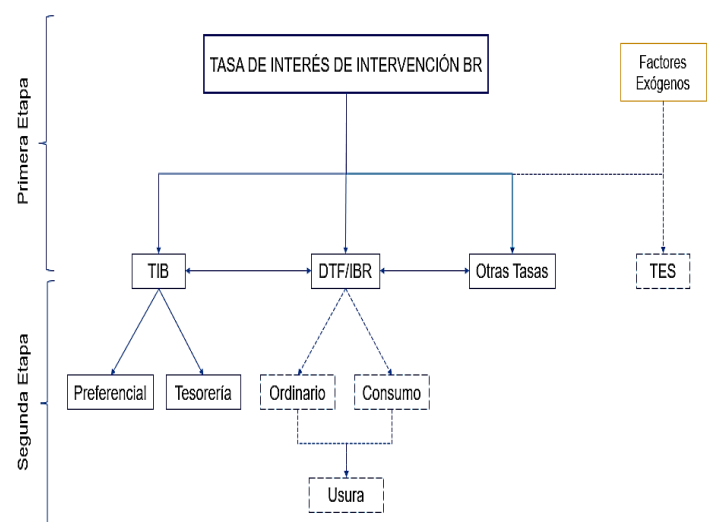 TASA DE INTERÉS DE INTERVENCIÓN BR
Factores
Exógenos
Primera Etapa
TIB
DTF/IBR
Otras Tasas
TES
Segunda Etapa
Preferencial
Tesorería
Ordinario
Consumo
Usura